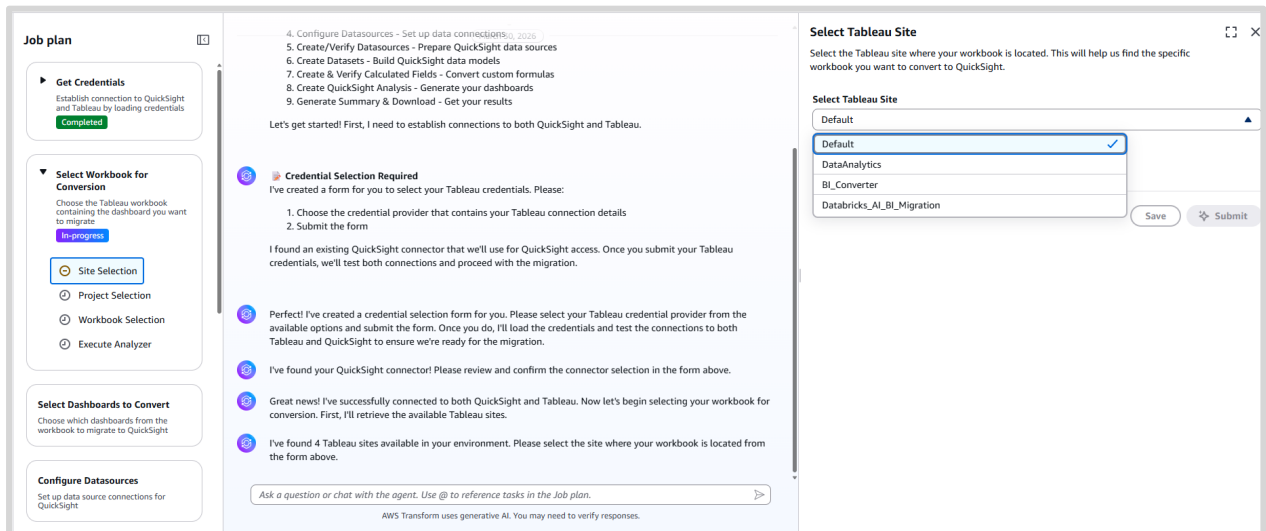 Job plan
Get Credentials
Establish connection to QuickSight
and Tableau by loading credentials
Completed
Select Workbook for
Conversion
Choose the Tableau workbook
containing the dashboard you want
to migrate
In-progress
Site Selection
Project Selection
Workbook Selection
Execute Analyzer
Select Dashboards to Convert
Choose which dashboards from the
workbook to migrate to QuickSight
Configure Datasources
Set up data source connections for
QuickSight
4. Configure Datasources - Set up data connections
30, 2026
5. Create/Verify Datasources - Prepare QuickSight data sources
6. Create Datasets - Build QuickSight data models
7. Create & Verify Calculated Fields - Convert custom formulas
8. Create QuickSight Analysis - Generate your dashboards
9. Generate Summary & Download - Get your results
Let's get started! First, I need to establish connections to both QuickSight and Tableau.
Credential Selection Required
I've created a form for you to select your Tableau credentials. Please:
1. Choose the credential provider that contains your Tableau connection details
2. Submit the form
I found an existing QuickSight connector that we'll use for QuickSight access. Once you submit your Tableau
credentials, we'll test both connections and proceed with the migration.
Perfect! I've created a credential selection form for you. Please select your Tableau credential provider from the
available options and submit the form. Once you do, I'll load the credentials and test the connections to both
Tableau and QuickSight to ensure we're ready for the migration.
I've found your QuickSight connector! Please review and confirm the connector selection in the form above.
Great news! I've successfully connected to both QuickSight and Tableau. Now let's begin selecting your workbook for
conversion. First, I'll retrieve the available Tableau sites.
I've found 4 Tableau sites available in your environment. Please select the site where your workbook is located from
the form above.
Ask a question or chat with the agent. Use @ to reference tasks in the Job plan.
AWS Transform uses generative AI. You may need to verify responses.
Select Tableau Site
Select the Tableau site where your workbook is located. This will help us find the specific
workbook you want to convert to QuickSight.
Select Tableau Site
Default
Default
DataAnalytics
BI_Converter
Databricks_AI_BI_Migration
Save
Submit